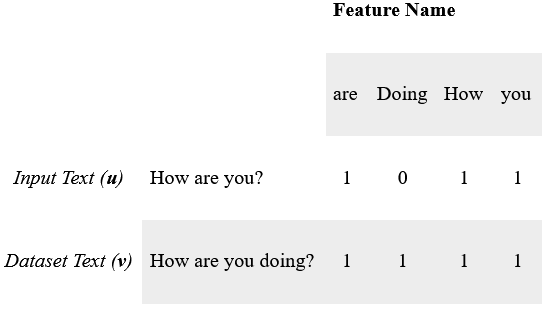 Feature Name
are Doing How you
Input Text (u) How are you? 1 0 1 1
Dataset Text (v) How are you doing? 1 1 1 1